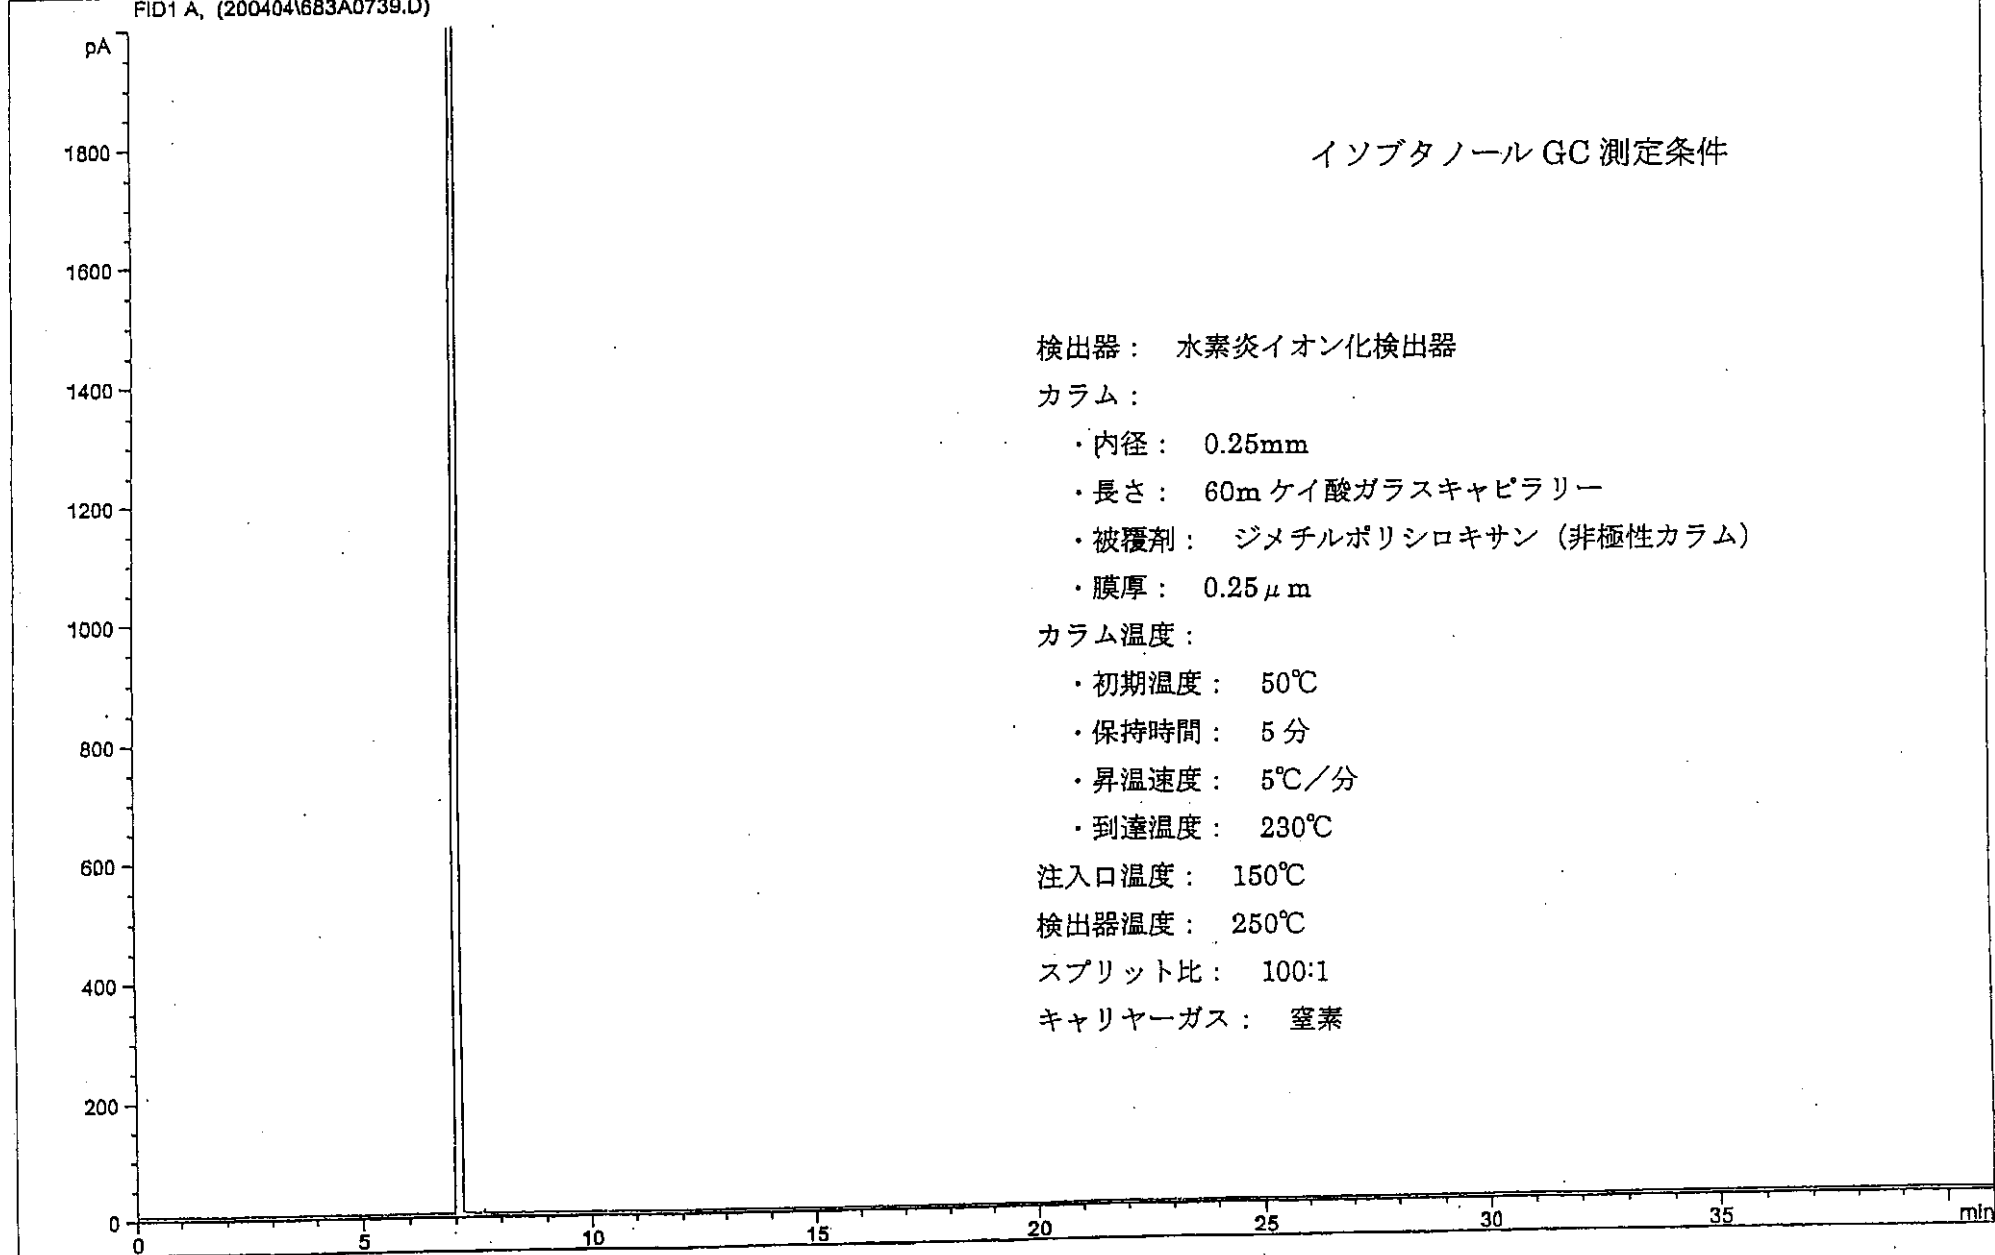 FID1 A, (200404\683A0739.D)
pA
1800
1600
1400
1200
1000
800
600
400
200
0
イソブタノール GC 測定条件
検出器： 水素炎イオン化検出器
カラム：
・内径： 0.25mm
・長さ： 60m ケイ酸ガラスキャピラリー
・被覆剤： ジメチルポリシロキサン（非極性カラム）
・膜厚： 0.25μm
カラム温度：
・初期温度： 50℃
・保持時間： 5 分
・昇温速度： 5℃／分
・到達温度： 230℃
注入口温度： 150℃
検出器温度： 250℃
スプリット比： 100:1
キャリヤーガス： 窒素
0 5 10 15 20 25 30 35 min